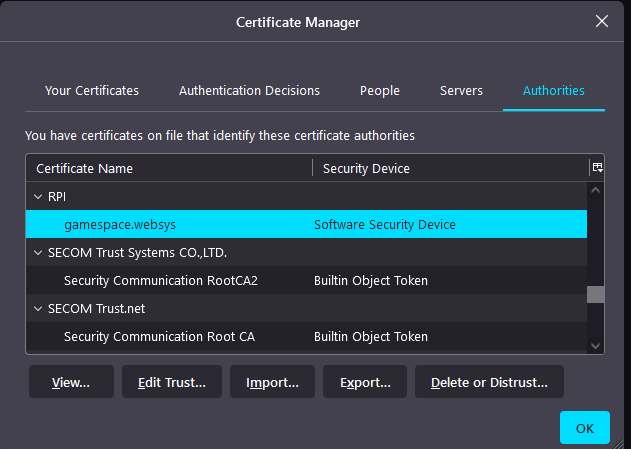 Certificate Manager
Your Certificates Authentication Decisions People Servers Authorities
You have certificates on file that identify these certificate authorities
Certificate Name Security Device
RPI
gamespace.websys Software Security Device
SECOM Trust Systems CO.,LTD.
Security Communication RootCA2 Builtin Object Token
SECOM Trust.net
Security Communication Root CA Builtin Object Token
View... Edit Trust... Import... Export... Delete or Distrust...
OK